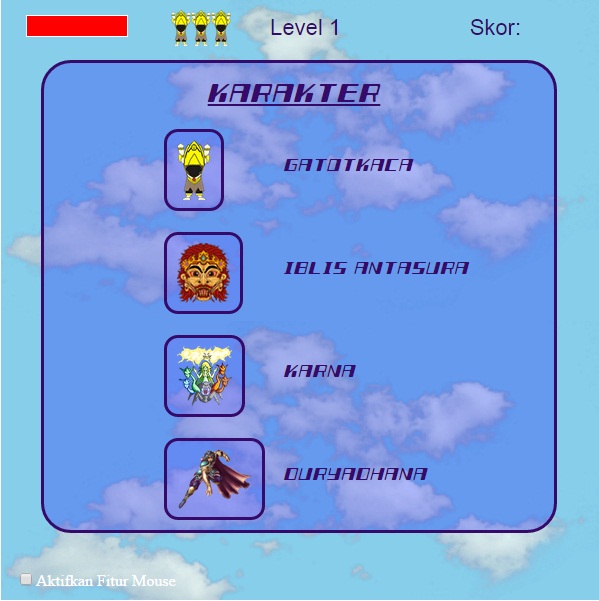 Level 1
Skor:
KARAKTER
GATOTKACA
IBLIS ANTASURA
KARNA
DURYADHANA
Aktifkan Fitur Mouse